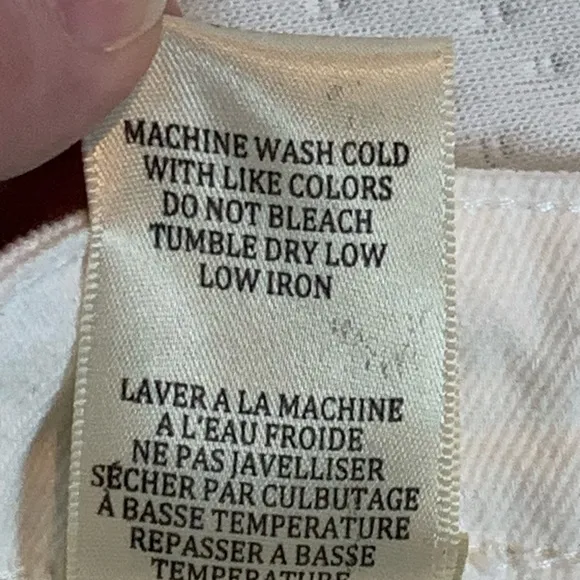 MACHINE WASH COLD
WITH LIKE COLORS
DO NOT BLEACH
TUMBLE DRY LOW
LOW IRON
LAVER A LA MACHINE
A L'EAU FROIDE
NE PAS JAVELLISER
SÉCHER PAR CULBUTAGE
À BASSE TEMPERATURE
REPASSER A BASSE
TEMPERATURE